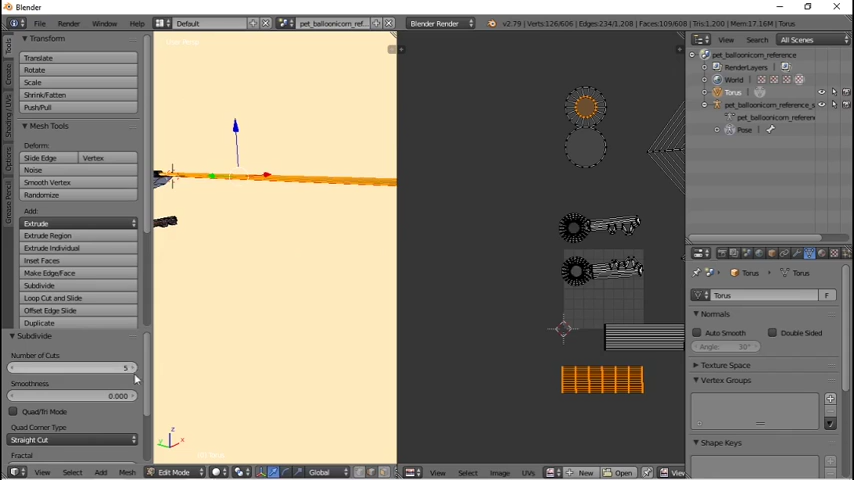 Blender
File Render Window Help
Default
pet_balloonicorn_ref...
Blender Render
v2.79 | Verts:126/606 | Edges:234/1,208 | Faces:109/608 | Tris:1,200 | Mem:17.16M | Torus
View Search All Scenes
Tools
Create
Shading / UVs
Options
Grease Pencil
Transform
Translate
Rotate
Scale
Shrink/Fatten
Push/Pull
Mesh Tools
Deform:
Slide Edge Vertex
Noise
Smooth Vertex
Randomize
Add:
Extrude
Extrude Region
Extrude Individual
Inset Faces
Make Edge/Face
Subdivide
Loop Cut and Slide
Offset Edge Slide
Duplicate
Subdivide
Number of Cuts
5
Smoothness
0.000
Quad/Tri Mode
Quad Corner Type
Straight Cut
Fractal
View Select Add Mesh
Edit Mode
Global
View Select Image UVs
New Open
View
pet_balloonicorn_reference
RenderLayers
World
Torus
pet_balloonicorn_reference_s
pet_balloonicorn_referen
Pose
Torus Torus
Torus F
Normals
Auto Smooth Double Sided
Angle: 30°
Texture Space
Vertex Groups
Shape Keys
z
y x